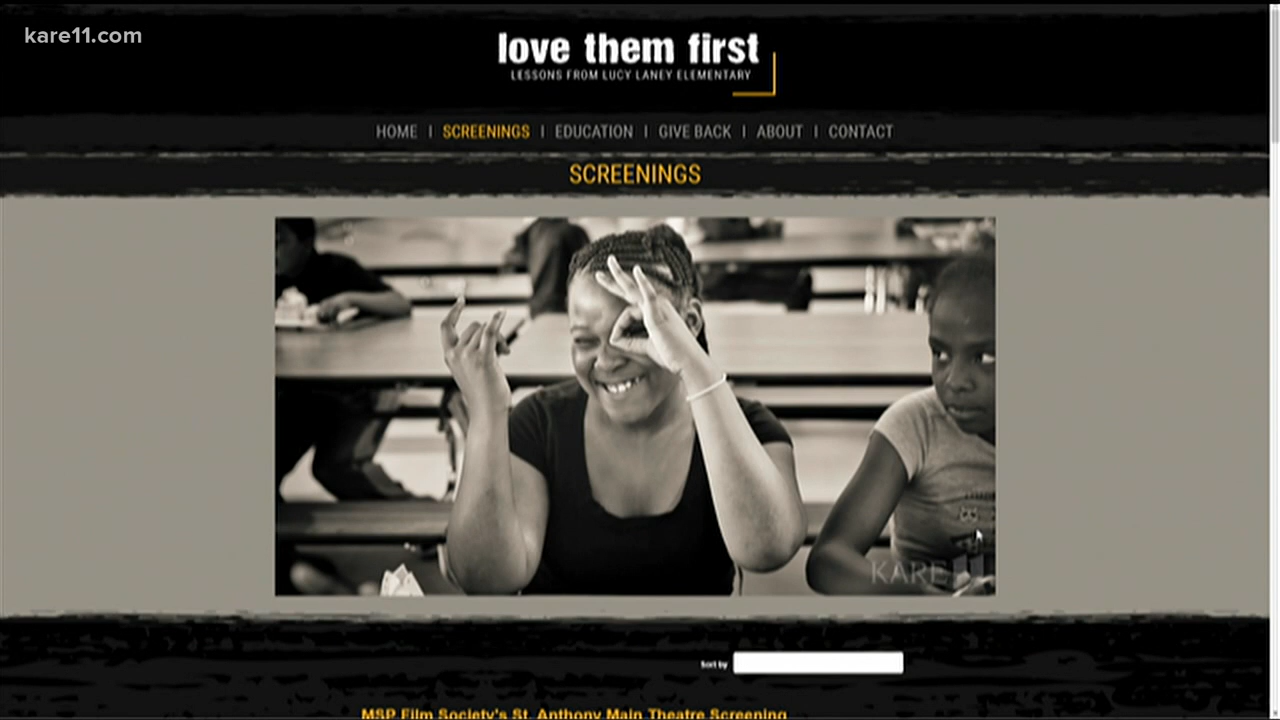 kare11.com
love them first
LESSONS FROM LUCY LANEY ELEMENTARY
HOME | SCREENINGS | EDUCATION | GIVE BACK | ABOUT | CONTACT
SCREENINGS
KARE 11
Sort by
MSP Film Society's St. Anthony Main Theatre Screening